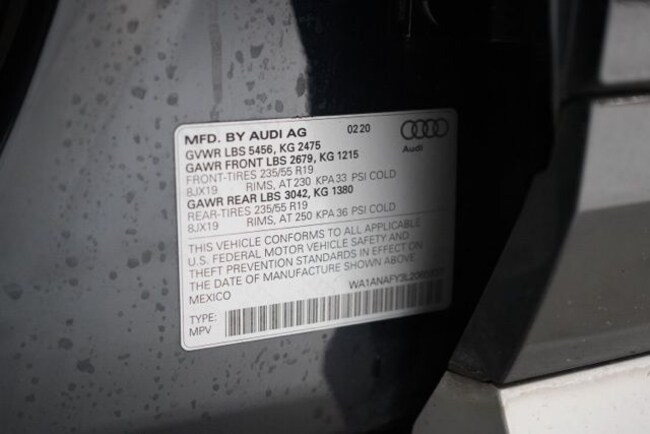 MFD. BY AUDI AG 02 20
GVWR LBS 5456, KG 2475
Audi
GAWR FRONT LBS 2679, KG 1215
FRONT-TIRES 235/55 R19
8JX19 RIMS, AT 230 KPA 33 PSI COLD
GAWR REAR LBS 3042, KG 1380
REAR-TIRES 235/55 R19
8JX19 RIMS, AT 250 KPA 36 PSI COLD
THIS VEHICLE CONFORMS TO ALL APPLICABLE
U.S. FEDERAL MOTOR VEHICLE SAFETY AND
THEFT PREVENTION STANDARDS IN EFFECT ON
THE DATE OF MANUFACTURE SHOWN ABOVE.
MEXICO
TYPE:
MPV